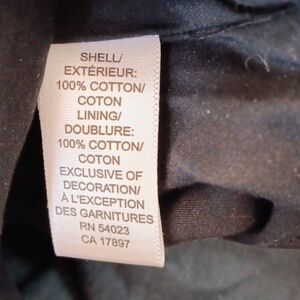 SHELL/
EXTÉRIEUR:
100% COTTON/
COTON
LINING/
DOUBLURE:
100% COTTON/
COTON
EXCLUSIVE OF
DECORATION/
À L'EXCEPTION
DES GARNITURES
RN 54023
CA 17897